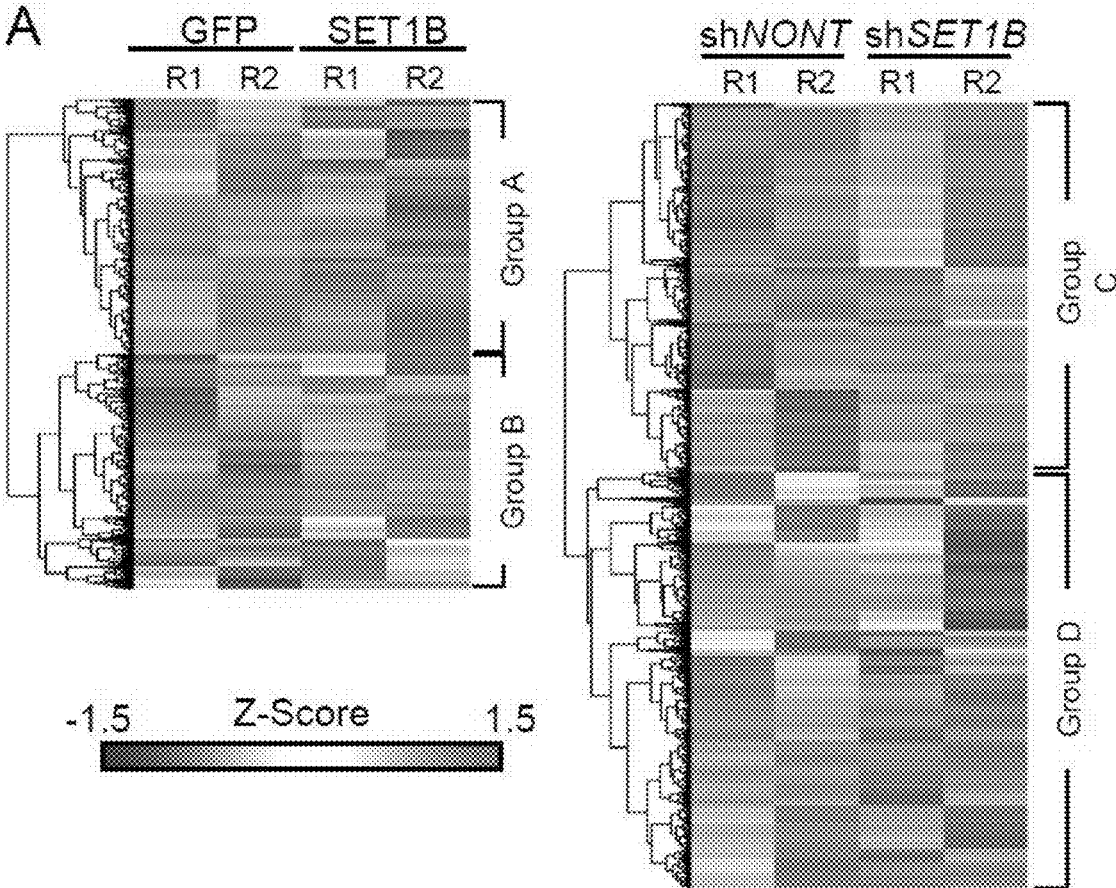 A
GFP SET1B
R1 R2 R1 R2
Group A
Group B
-1.5 Z-Score 1.5
shNONT shSET1B
R1 R2 R1 R2
Group
C
Group D